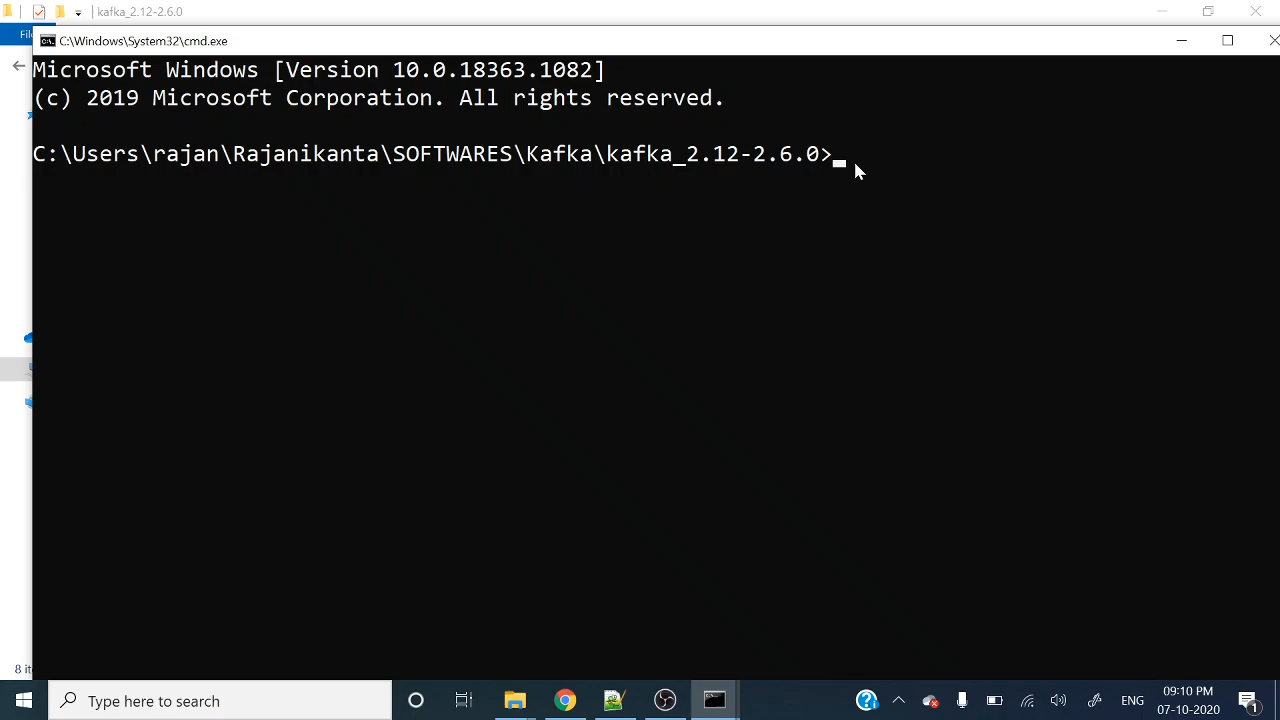 kafka_2.12-2.6.0
C:\Windows\System32\cmd.exe
Microsoft Windows [Version 10.0.18363.1082]
(c) 2019 Microsoft Corporation. All rights reserved.
C:\Users\rajan\Rajanikanta\SOFTWARES\Kafka\kafka_2.12-2.6.0>
Type here to search
ENG
09:10 PM
07-10-2020
1